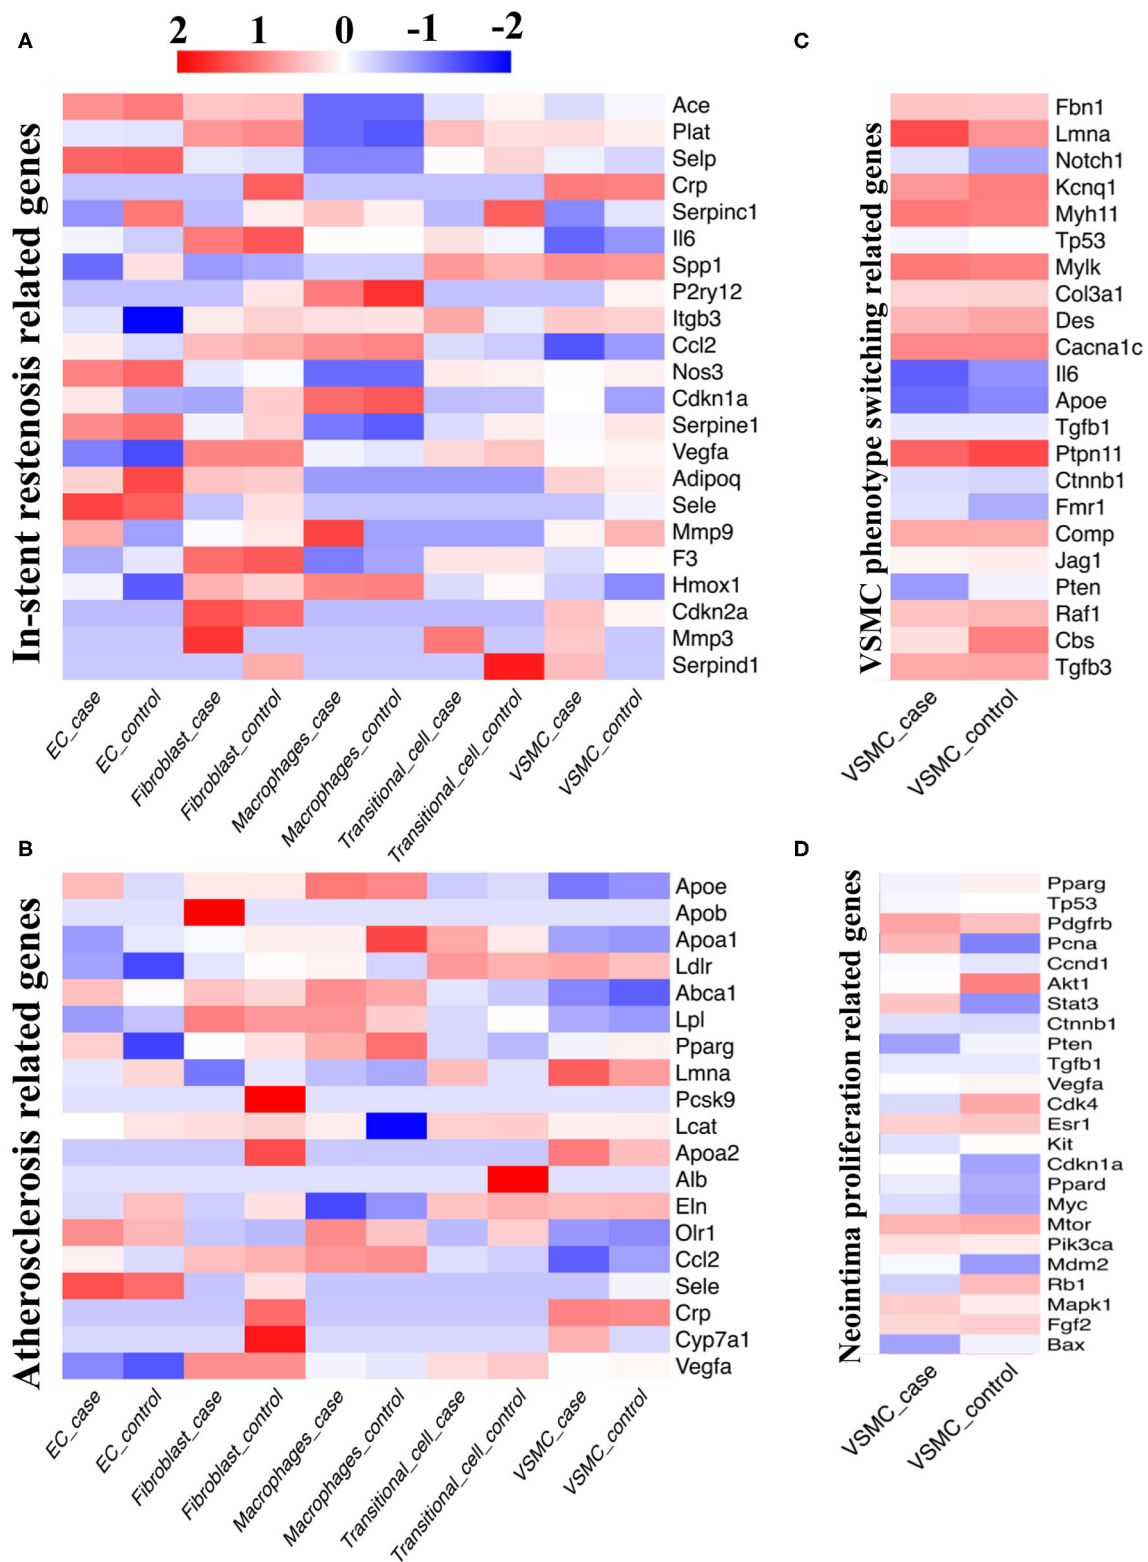 A
2 1 0 -1 -2
In-stent restenosis related genes
Ace
Plat
Selp
Crp
Serpinc1
Il6
Spp1
P2ry12
Itgb3
Ccl2
Nos3
Cdkn1a
Serpine1
Vegfa
Adipoq
Sele
Mmp9
F3
Hmox1
Cdkn2a
Mmp3
Serpind1
EC_case
EC_control
Fibroblast_case
Fibroblast_control
Macrophages_case
Macrophages_control
Transitional_cell_case
Transitional_cell_control
VSMC_case
VSMC_control
C
VSMC phenotype switching related genes
Fbn1
Lmna
Notch1
Kcnq1
Myh11
Tp53
Mylk
Col3a1
Des
Cacna1c
Il6
Apoe
Tgfb1
Ptpn11
Ctnnb1
Fmr1
Comp
Jag1
Pten
Raf1
Cbs
Tgfb3
VSMC_case
VSMC_control
B
Atherosclerosis related genes
Apoe
Apob
Apoa1
Ldlr
Abca1
Lpl
Pparg
Lmna
Pcsk9
Lcat
Apoa2
Alb
Eln
Olr1
Ccl2
Sele
Crp
Cyp7a1
Vegfa
EC_case
EC_control
Fibroblast_case
Fibroblast_control
Macrophages_case
Macrophages_control
Transitional_cell_case
Transitional_cell_control
VSMC_case
VSMC_control
D
Neointima proliferation related genes
Pparg
Tp53
Pdgfrb
Pcna
Ccnd1
Akt1
Stat3
Ctnnb1
Pten
Tgfb1
Vegfa
Cdk4
Esr1
Kit
Cdkn1a
Ppard
Myc
Mtor
Pik3ca
Mdm2
Rb1
Mapk1
Fgf2
Bax
VSMC_case
VSMC_control